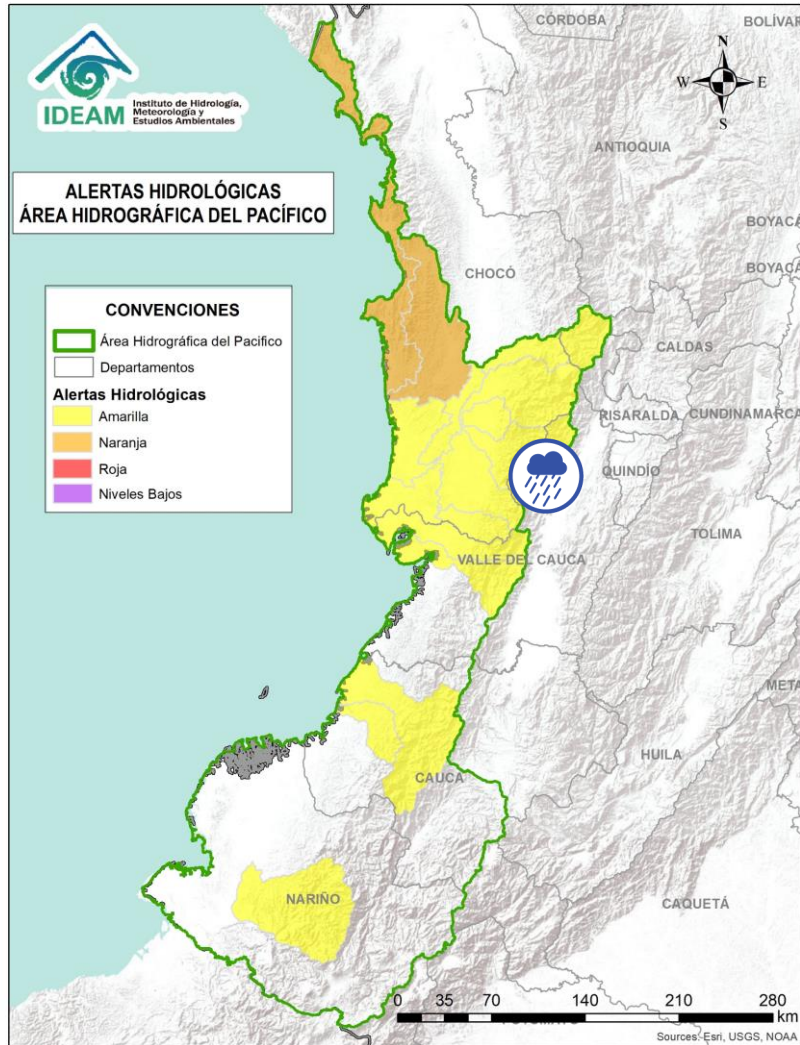 IDEAM
Instituto de Hidrología,
Meteorología y
Estudios Ambientales
CÓRDOBA
BOLÍVAR
N
W
E
S
ANTIOQUIA
ALERTAS HIDROLÓGICAS
ÁREA HIDROGRÁFICA DEL PACÍFICO
BOYACÁ
BOYACÁ
CHOCÓ
CONVENCIONES
Área Hidrográfica del Pacifico
Departamentos
Alertas Hidrológicas
Amarilla
Naranja
Roja
Niveles Bajos
CALDAS
RISARALDA
CUNDINAMARCA
QUINDÍO
TOLIMA
VALLE DEL CAUCA
META
HUILA
CAUCA
NARIÑO
CAQUETÁ
0 35 70 140 210 280
km
Sources: Esri, USGS, NOAA